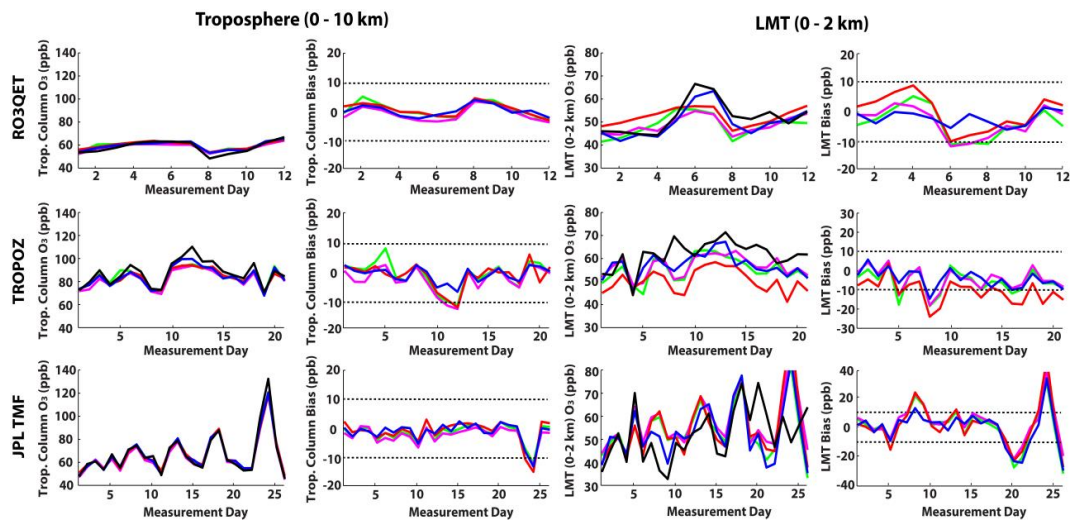 Troposphere (0 - 10 km) LMT (0 - 2 km)
RO3QET
Trop. Column O₃ (ppb)
140
120
100
80
60
40
2 4 6 8 10 12
Measurement Day
Trop. Column Bias (ppb)
20
10
0
-10
-20
2 4 6 8 10 12
Measurement Day
LMT (0-2 km) O₃ (ppb)
80
70
60
50
40
30
2 4 6 8 10 12
Measurement Day
LMT Bias (ppb)
20
10
0
-10
-20
2 4 6 8 10 12
Measurement Day
TROPOZ
Trop. Column O₃ (ppb)
140
120
100
80
60
40
5 10 15 20
Measurement Day
Trop. Column Bias (ppb)
20
10
0
-10
-20
5 10 15 20
Measurement Day
LMT (0-2 km) O₃ (ppb)
80
70
60
50
40
30
5 10 15 20
Measurement Day
LMT Bias (ppb)
30
20
10
0
-10
-20
-30
5 10 15 20
Measurement Day
JPL TMF
Trop. Column O₃ (ppb)
140
120
100
80
60
40
5 10 15 20 25
Measurement Day
Trop. Column Bias (ppb)
20
10
0
-10
-20
5 10 15 20 25
Measurement Day
LMT (0-2 km) O₃ (ppb)
80
70
60
50
40
30
5 10 15 20 25
Measurement Day
LMT Bias (ppb)
40
20
0
-20
-40
5 10 15 20 25
Measurement Day